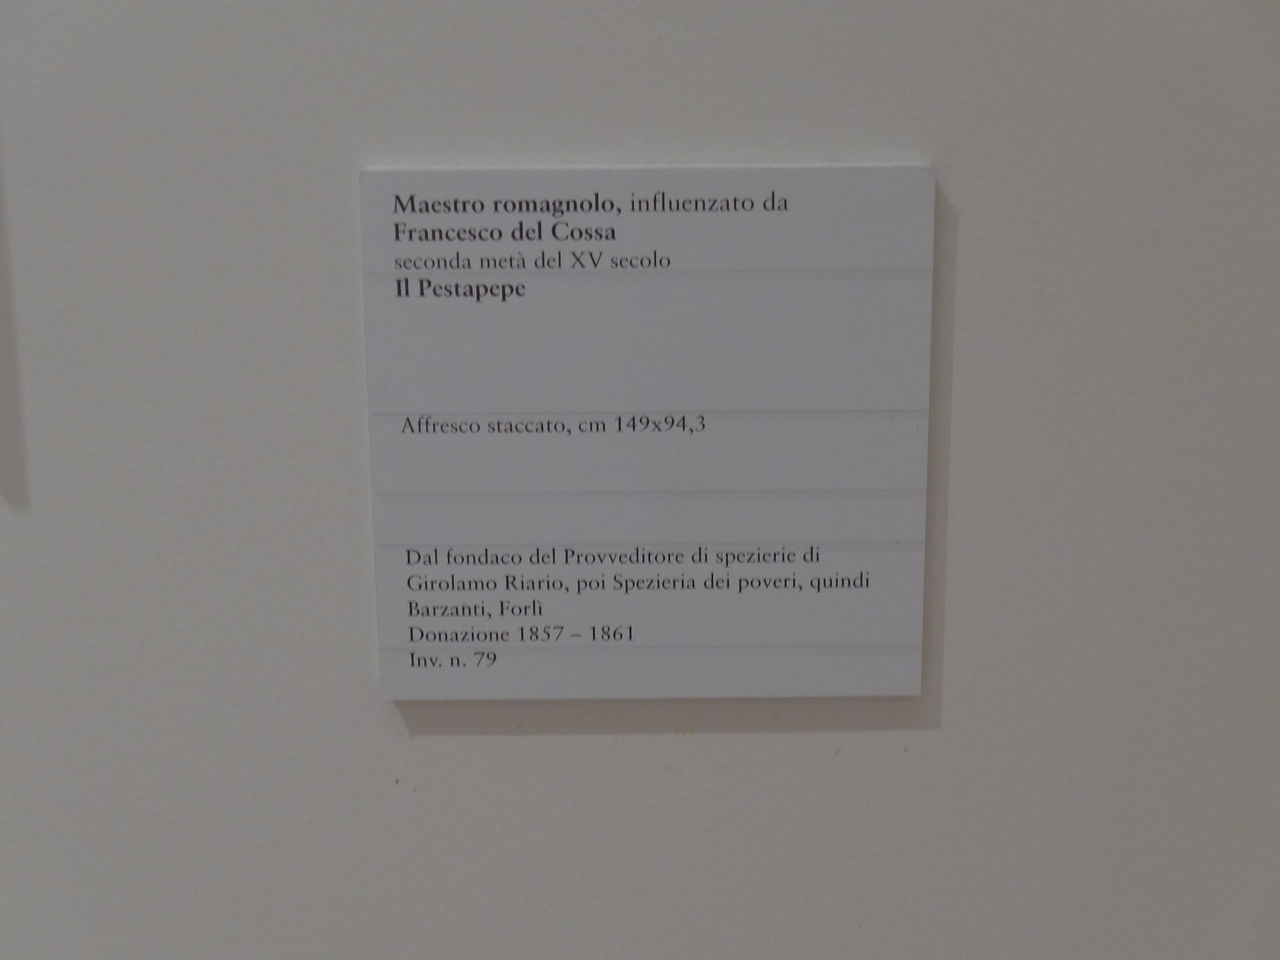 Maestro romagnolo, influenzato da
Francesco del Cossa
seconda metà del XV secolo
Il Pestapepe
Affresco staccato, cm 149x94,3
Dal fondaco del Provveditore di spezierie di
Girolamo Riario, poi Spezieria dei poveri, quindi
Barzanti, Forlì
Donazione 1857 – 1861
Inv. n. 79